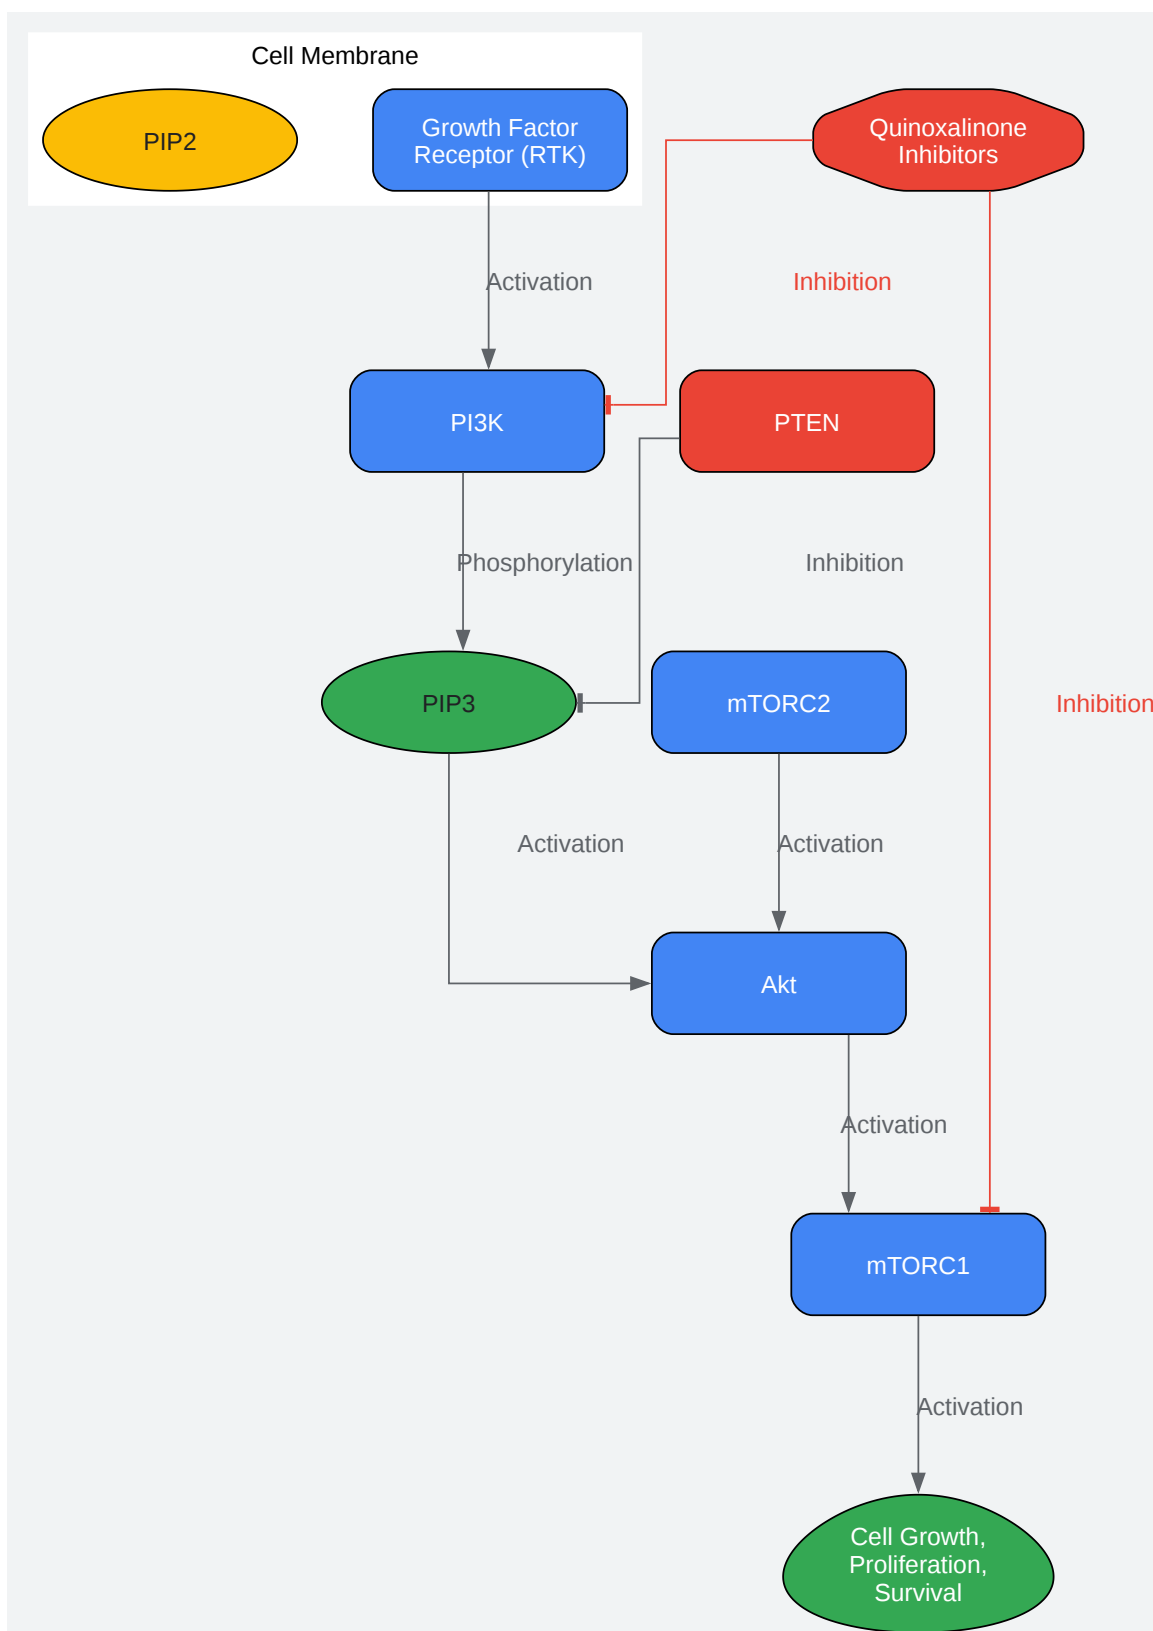 Cell Membrane
PIP2
Growth Factor
Receptor (RTK)
Quinoxalinone
Inhibitors
Activation
Inhibition
PI3K
PTEN
Phosphorylation
Inhibition
PIP3
mTORC2
Inhibition
Activation
Activation
Akt
Activation
mTORC1
Activation
Cell Growth,
Proliferation,
Survival